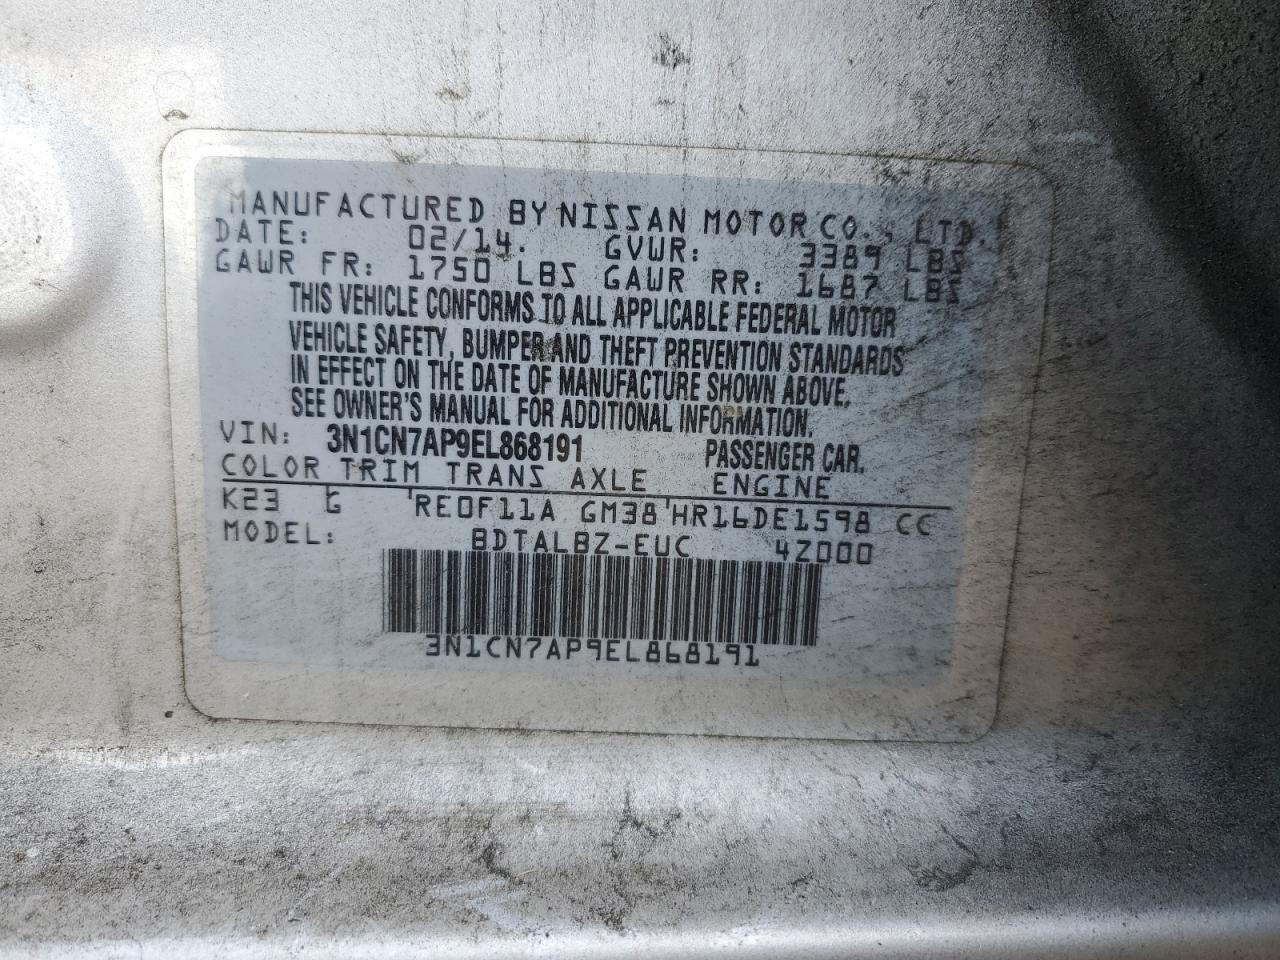 MANUFACTURED BY NISSAN MOTOR CO., LTD.
DATE: 02/14. GVWR: 3389 LBS
GAWR FR: 1750 LBS GAWR RR: 1687 LBS
THIS VEHICLE CONFORMS TO ALL APPLICABLE FEDERAL MOTOR
VEHICLE SAFETY, BUMPER AND THEFT PREVENTION STANDARDS
IN EFFECT ON THE DATE OF MANUFACTURE SHOWN ABOVE,
SEE OWNER'S MANUAL FOR ADDITIONAL INFORMATION.
VIN: 3N1CN7AP9EL868191 PASSENGER CAR.
COLOR TRIM TRANS AXLE ENGINE
K23 G 'RE0F11A GM38'HR16DE1598 CC
MODEL: BDTALBZ-EUC 4Z000
3N1CN7AP9EL868191